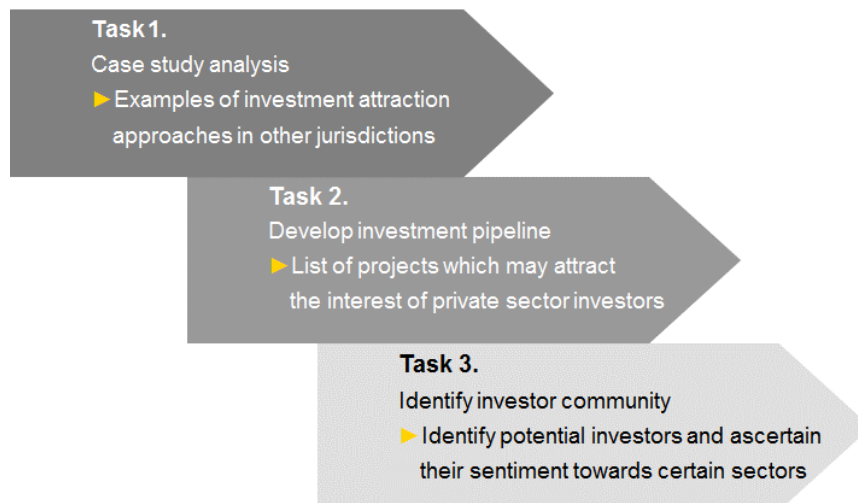 Task 1.
Case study analysis
►Examples of investment attraction
approaches in other jurisdictions
Task 2.
Develop investment pipeline
►List of projects which may attract
the interest of private sector investors
Task 3.
Identify investor community
►Identify potential investors and ascertain
their sentiment towards certain sectors